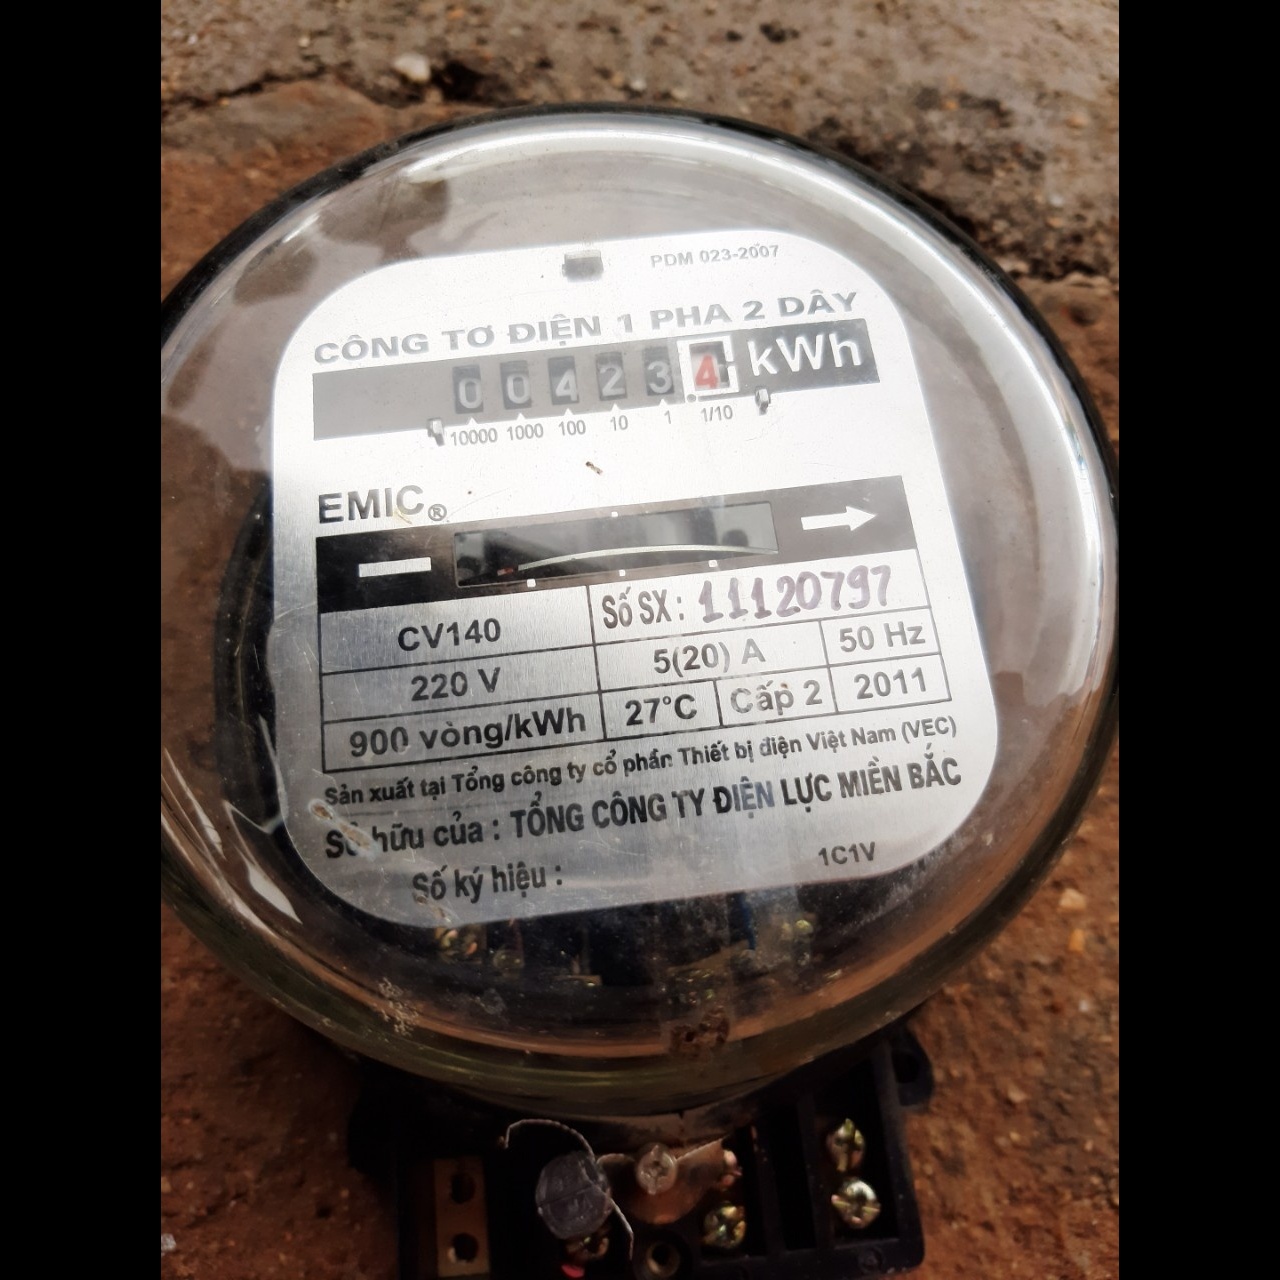 PDM 023-2007
CÔNG TƠ ĐIỆN 1 PHA 2 DÂY
0 0 4 2 3 4 kWh
10000 1000 100 10 1 1/10
EMIC®
CV140 Số SX : 11120797
220 V 5(20) A 50 Hz
900 vòng/kWh 27°C Cấp 2 2011
Sản xuất tại Tổng công ty cổ phần Thiết bị điện Việt Nam (VEC)
Sở hữu của : TỔNG CÔNG TY ĐIỆN LỰC MIỀN BẮC
Số ký hiệu :
1C1V